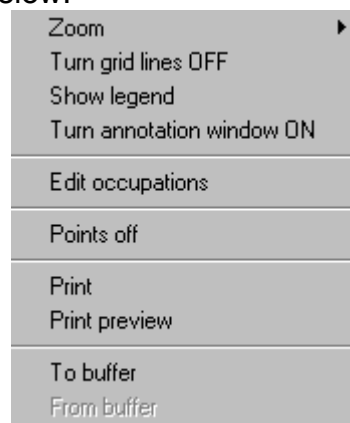 elow:
Zoom
Turn grid lines OFF
Show legend
Turn annotation window ON
Edit occupations
Points off
Print
Print preview
To buffer
From buffer